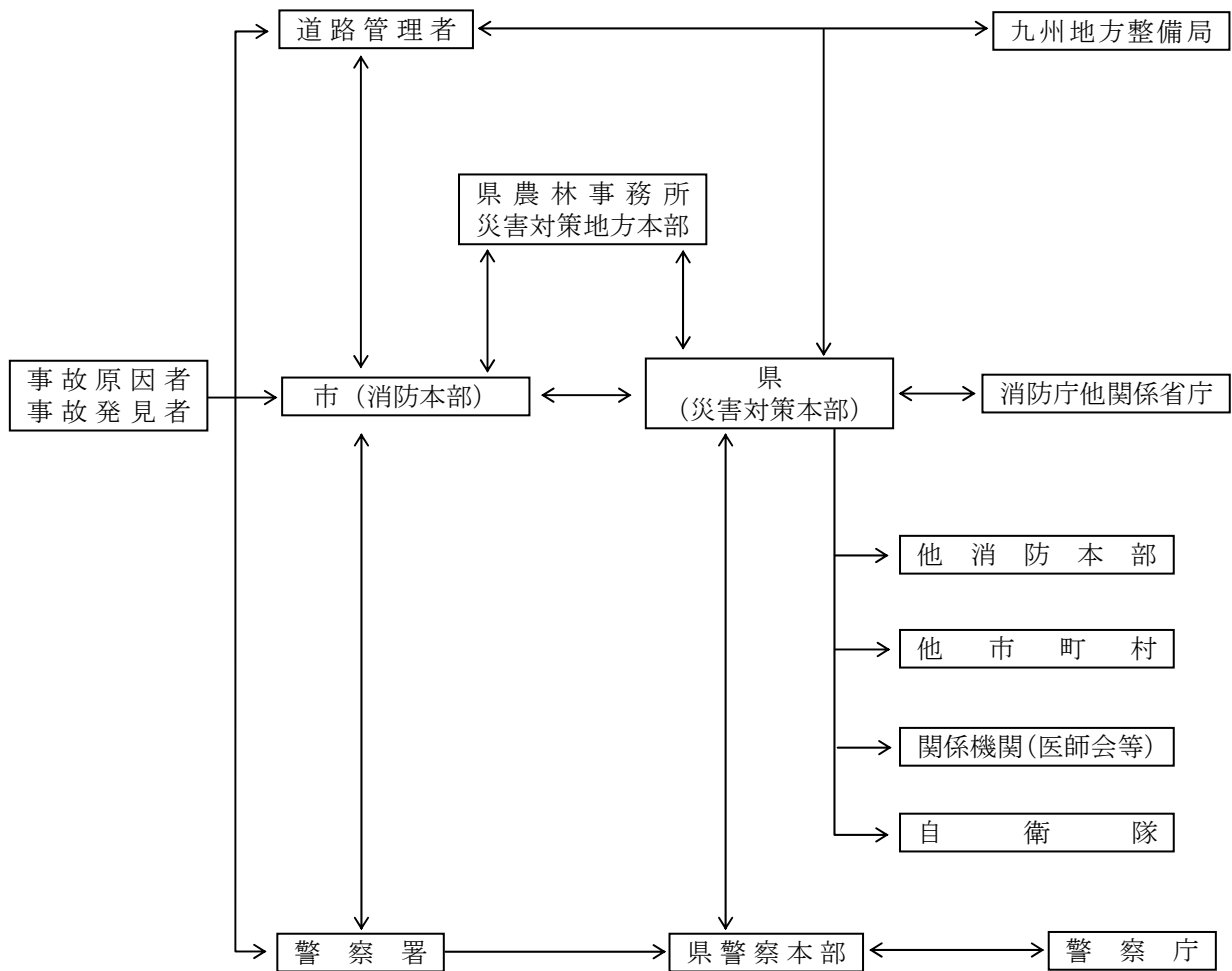 道路管理者
九州地方整備局
県農林事務所
災害対策地方本部
事故原因者
事故発見者
市（消防本部）
県
（災害対策本部）
消防庁他関係省庁
他消防本部
他市町村
関係機関（医師会等）
自衛隊
警察署
県警察本部
警察庁